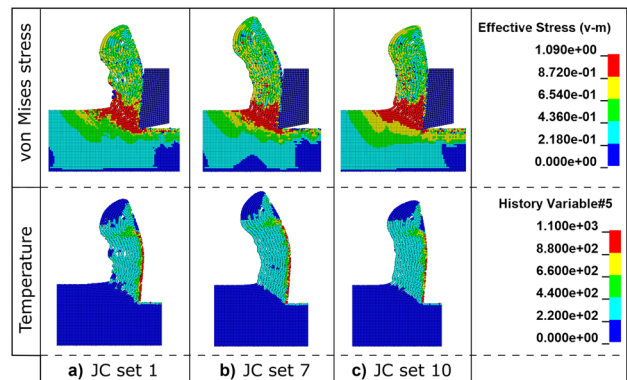 von Mises stress
Effective Stress (v-m)
1.090e+00
8.720e-01
6.540e-01
4.360e-01
2.180e-01
0.000e+00
Temperature
History Variable#5
1.100e+03
8.800e+02
6.600e+02
4.400e+02
2.200e+02
0.000e+00
a) JC set 1
b) JC set 7
c) JC set 10